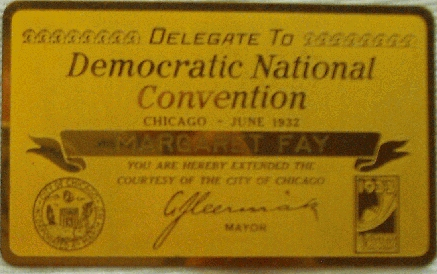 DELEGATE TO
Democratic National
Convention
CHICAGO - JUNE 1932
MARGARET FAY
YOU ARE HEREBY EXTENDED THE
COURTESY OF THE CITY OF CHICAGO
MAYOR
1933